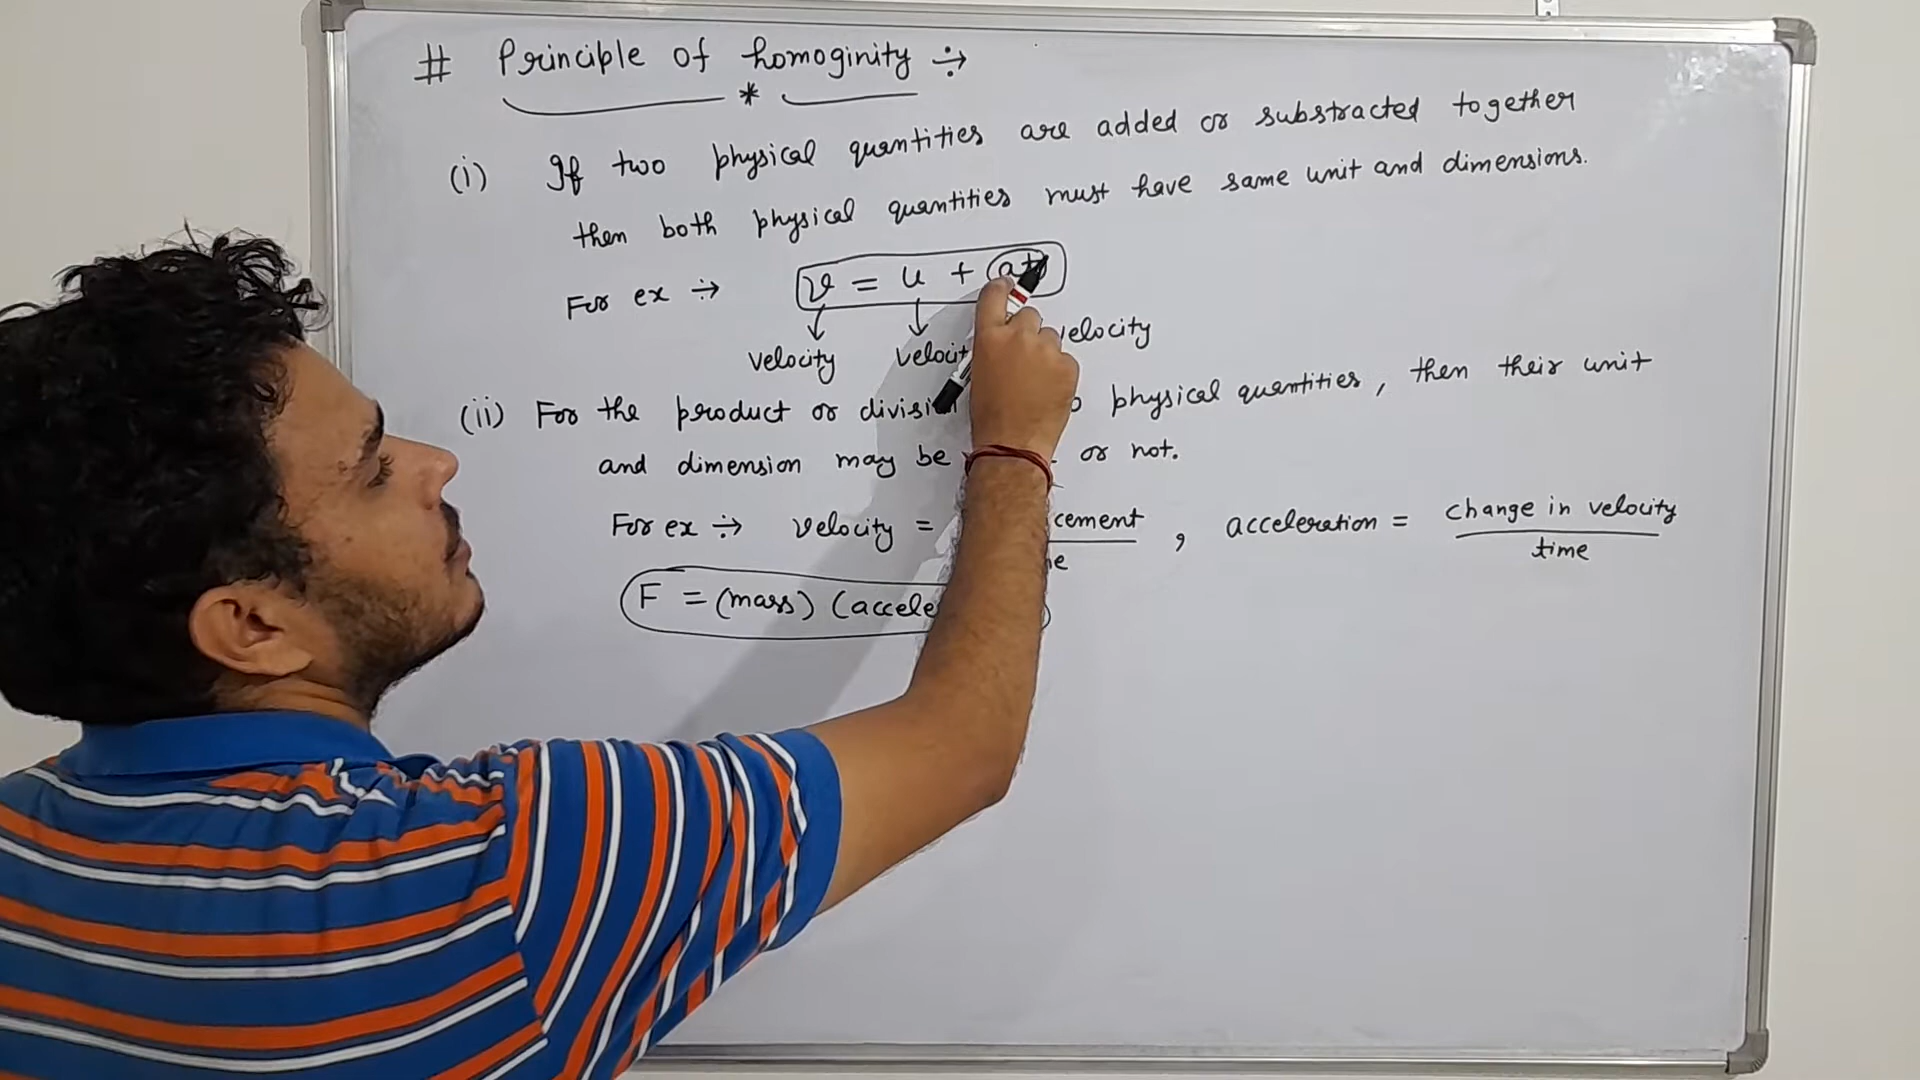 # Principle of homoginity ÷
*
(i) If two physical quantities are added or substracted together
then both physical quantities must have same unit and dimensions.
For ex ÷ v = u + at
velocity velocit velocity
(ii) For the product or divisi physical quantities, then their unit
and dimension may be or not.
For ex ÷ velocity = cement , acceleration = change in velocity
time
F = (mass) (accele